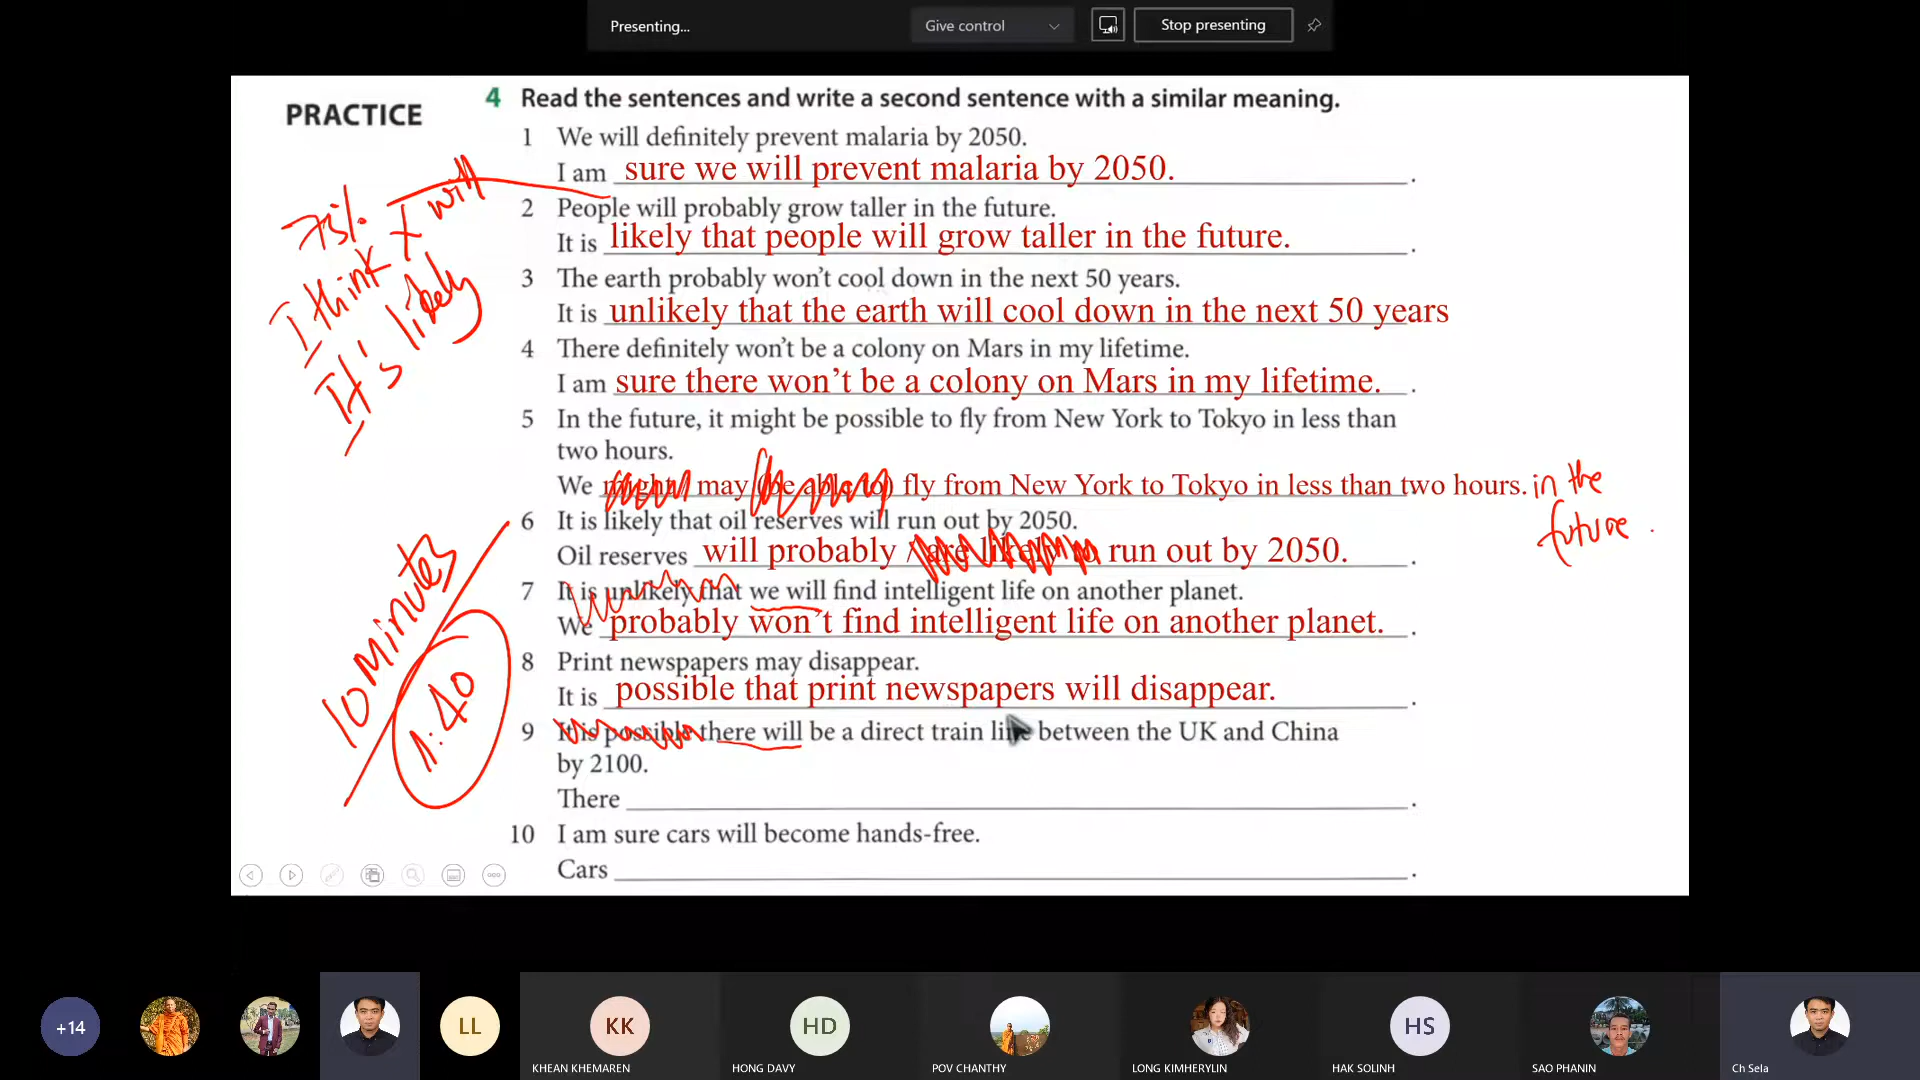 Presenting...
Give control
Stop presenting
PRACTICE
4 Read the sentences and write a second sentence with a similar meaning.
1 We will definitely prevent malaria by 2050.
I am sure we will prevent malaria by 2050. .
2 People will probably grow taller in the future.
It is likely that people will grow taller in the future. .
3 The earth probably won't cool down in the next 50 years.
It is unlikely that the earth will cool down in the next 50 years
4 There definitely won't be a colony on Mars in my lifetime.
I am sure there won't be a colony on Mars in my lifetime. .
5 In the future, it might be possible to fly from New York to Tokyo in less than
two hours.
We might / may (be able to) fly from New York to Tokyo in less than two hours. in the
future .
6 It is likely that oil reserves will run out by 2050.
Oil reserves will probably / are likely to run out by 2050. .
7 It is unlikely that we will find intelligent life on another planet.
We probably won't find intelligent life on another planet. .
8 Print newspapers may disappear.
It is possible that print newspapers will disappear. .
9 It is possible there will be a direct train line between the UK and China
by 2100.
There .
10 I am sure cars will become hands-free.
Cars .
75% + will
I think
It's likely
10 minutes
1:40
+14
LL
KK
HD
HS
KHEAN KHEMAREN
HONG DAVY
POV CHANTHY
LONG KIMHERYLIN
HAK SOLINH
SAO PHANIN
Ch Sela